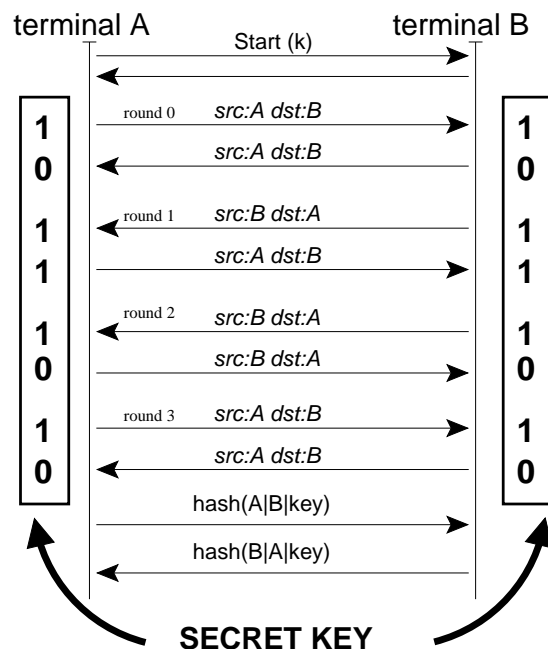 terminal A terminal B
Start (k)
1 round 0 src:A dst:B 1
0 src:A dst:B 0
1 round 1 src:B dst:A 1
1 src:A dst:B 1
1 round 2 src:B dst:A 1
0 src:B dst:A 0
1 round 3 src:A dst:B 1
0 src:A dst:B 0
hash(A|B|key)
hash(B|A|key)
SECRET KEY